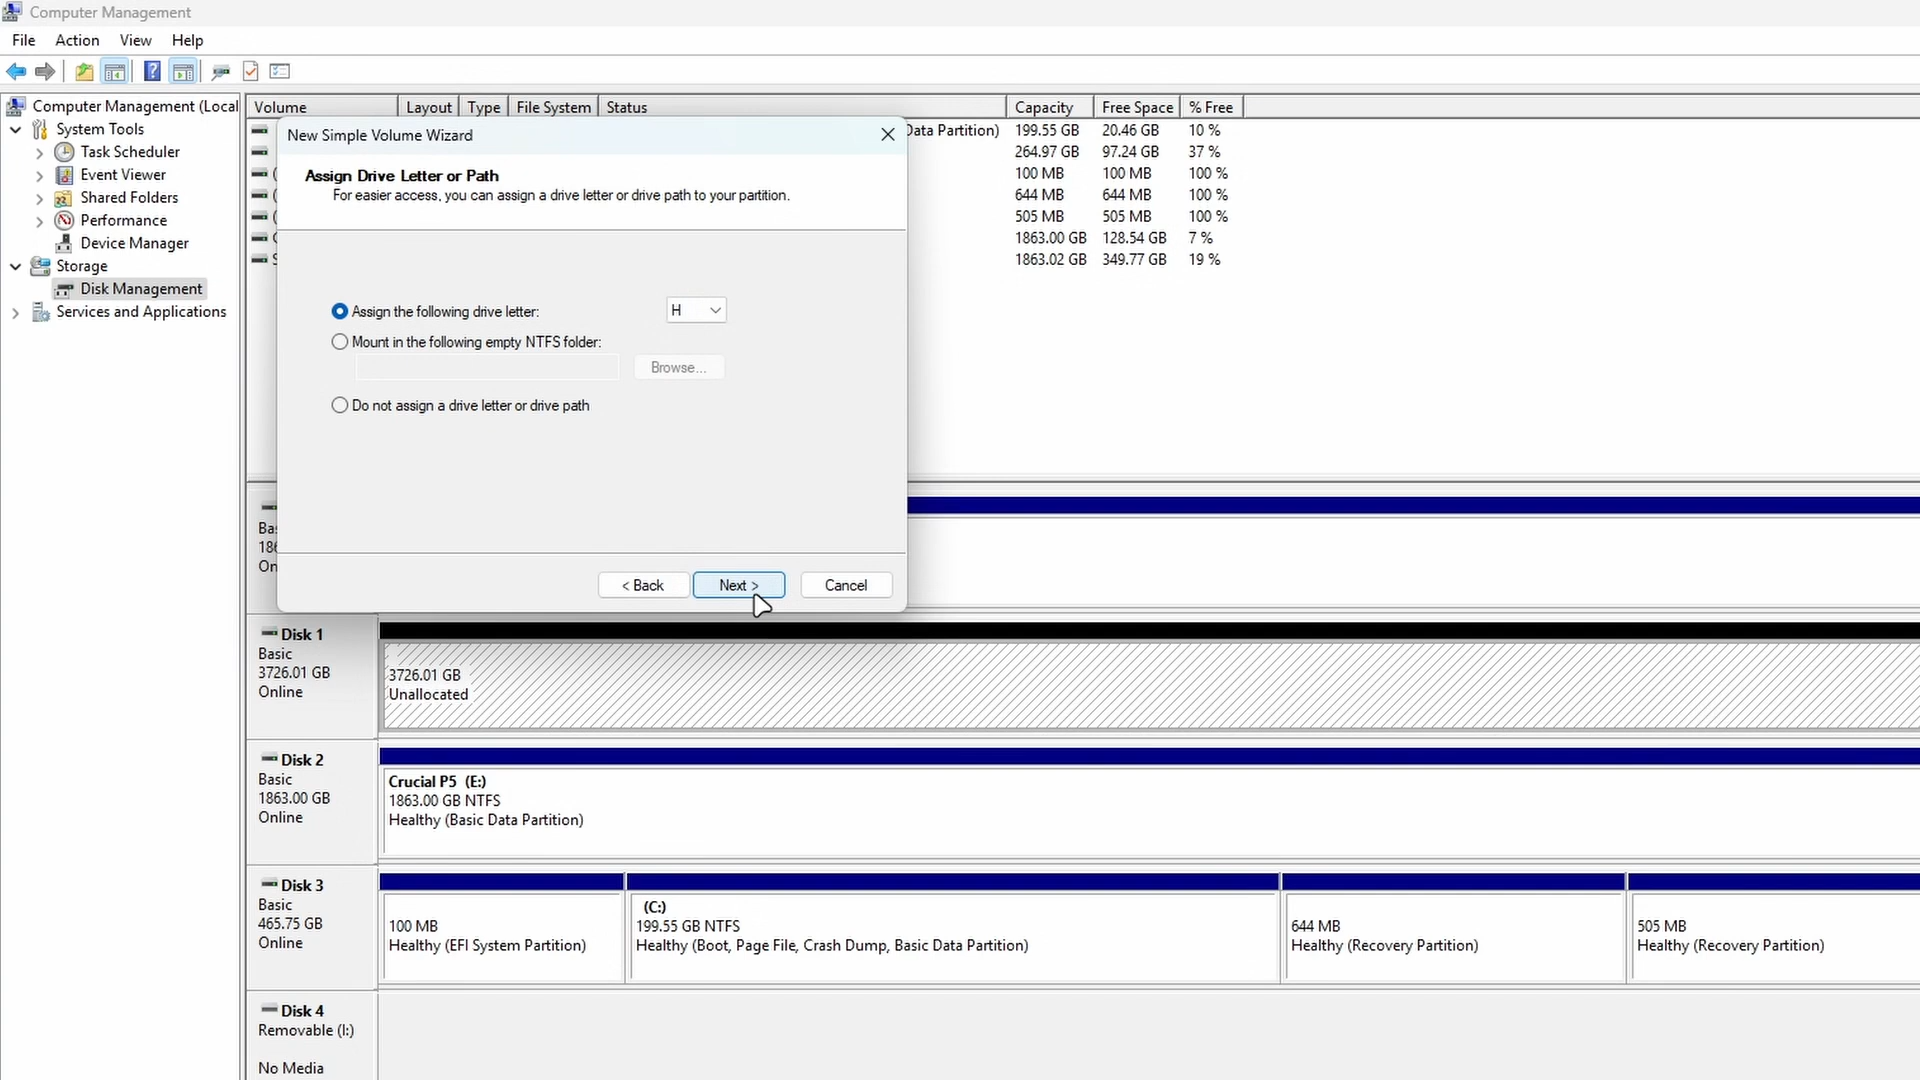 Computer Management
File Action View Help
Computer Management (Local
System Tools
Task Scheduler
Event Viewer
Shared Folders
Performance
Device Manager
Storage
Disk Management
Services and Applications
Volume Layout Type File System Status Capacity Free Space % Free
Data Partition) 199.55 GB 20.46 GB 10 %
264.97 GB 97.24 GB 37 %
( 100 MB 100 MB 100 %
( 644 MB 644 MB 100 %
( 505 MB 505 MB 100 %
C 1863.00 GB 128.54 GB 7 %
S 1863.02 GB 349.77 GB 19 %
New Simple Volume Wizard
Assign Drive Letter or Path
For easier access, you can assign a drive letter or drive path to your partition.
Assign the following drive letter: H
Mount in the following empty NTFS folder:
Browse...
Do not assign a drive letter or drive path
< Back Next > Cancel
Bas
186
On
Disk 1
Basic
3726.01 GB
Online
3726.01 GB
Unallocated
Disk 2
Basic
1863.00 GB
Online
Crucial P5 (E:)
1863.00 GB NTFS
Healthy (Basic Data Partition)
Disk 3
Basic
465.75 GB
Online
100 MB
Healthy (EFI System Partition)
(C:)
199.55 GB NTFS
Healthy (Boot, Page File, Crash Dump, Basic Data Partition)
644 MB
Healthy (Recovery Partition)
505 MB
Healthy (Recovery Partition)
Disk 4
Removable (I:)
No Media